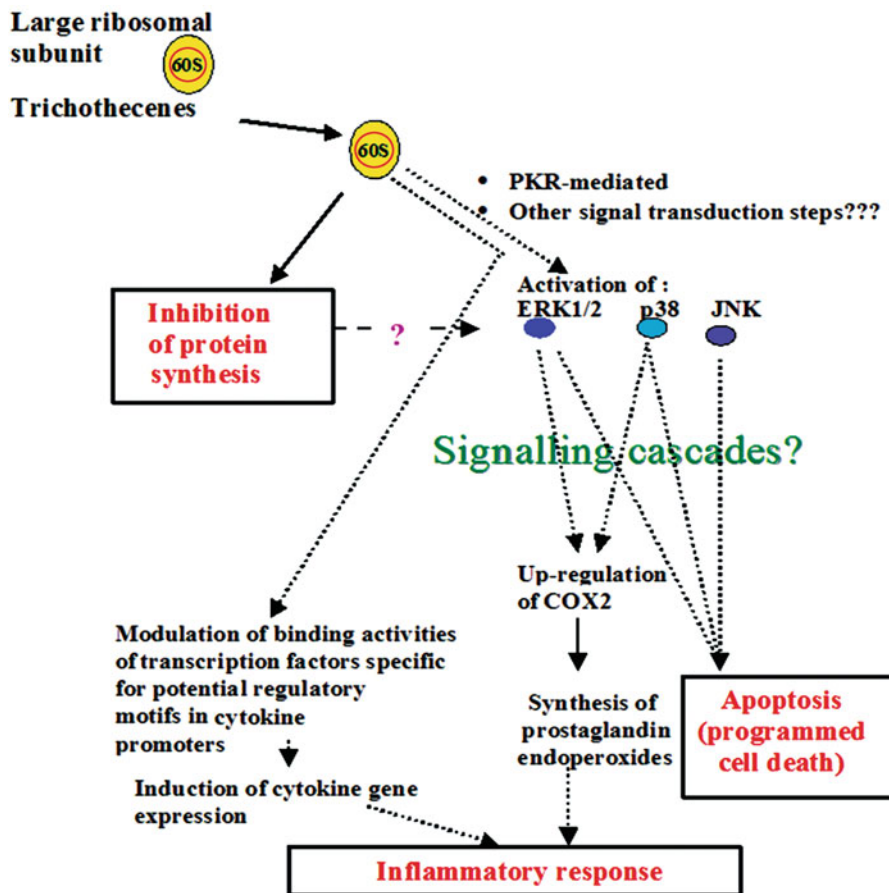 Large ribosomal
subunit
60S
Trichothecenes
60S
• PKR-mediated
• Other signal transduction steps???
Activation of :
ERK1/2 p38 JNK
Inhibition
of protein
synthesis
?
Signalling cascades?
Up-regulation
of COX2
Modulation of binding activities
of transcription factors specific
for potential regulatory
motifs in cytokine
promoters
Synthesis of
prostaglandin
endoperoxides
Apoptosis
(programmed
cell death)
Induction of cytokine gene
expression
Inflammatory response